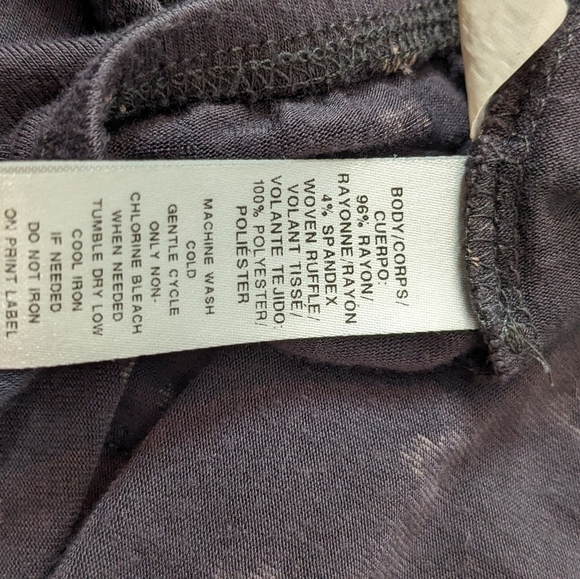 BODY/CORPS/
CUERPO:
96% RAYON/
RAYONNE/RAYÓN
4% SPANDEX
WOVEN RUFFLE/
VOLANT TISSÉ/
VOLANTE TEJIDO:
100% POLYESTER/
POLIÉSTER
MACHINE WASH
COLD
GENTLE CYCLE
ONLY NON-
CHLORINE BLEACH
WHEN NEEDED
TUMBLE DRY LOW
COOL IRON
IF NEEDED
DO NOT IRON
ON PRINT LABEL